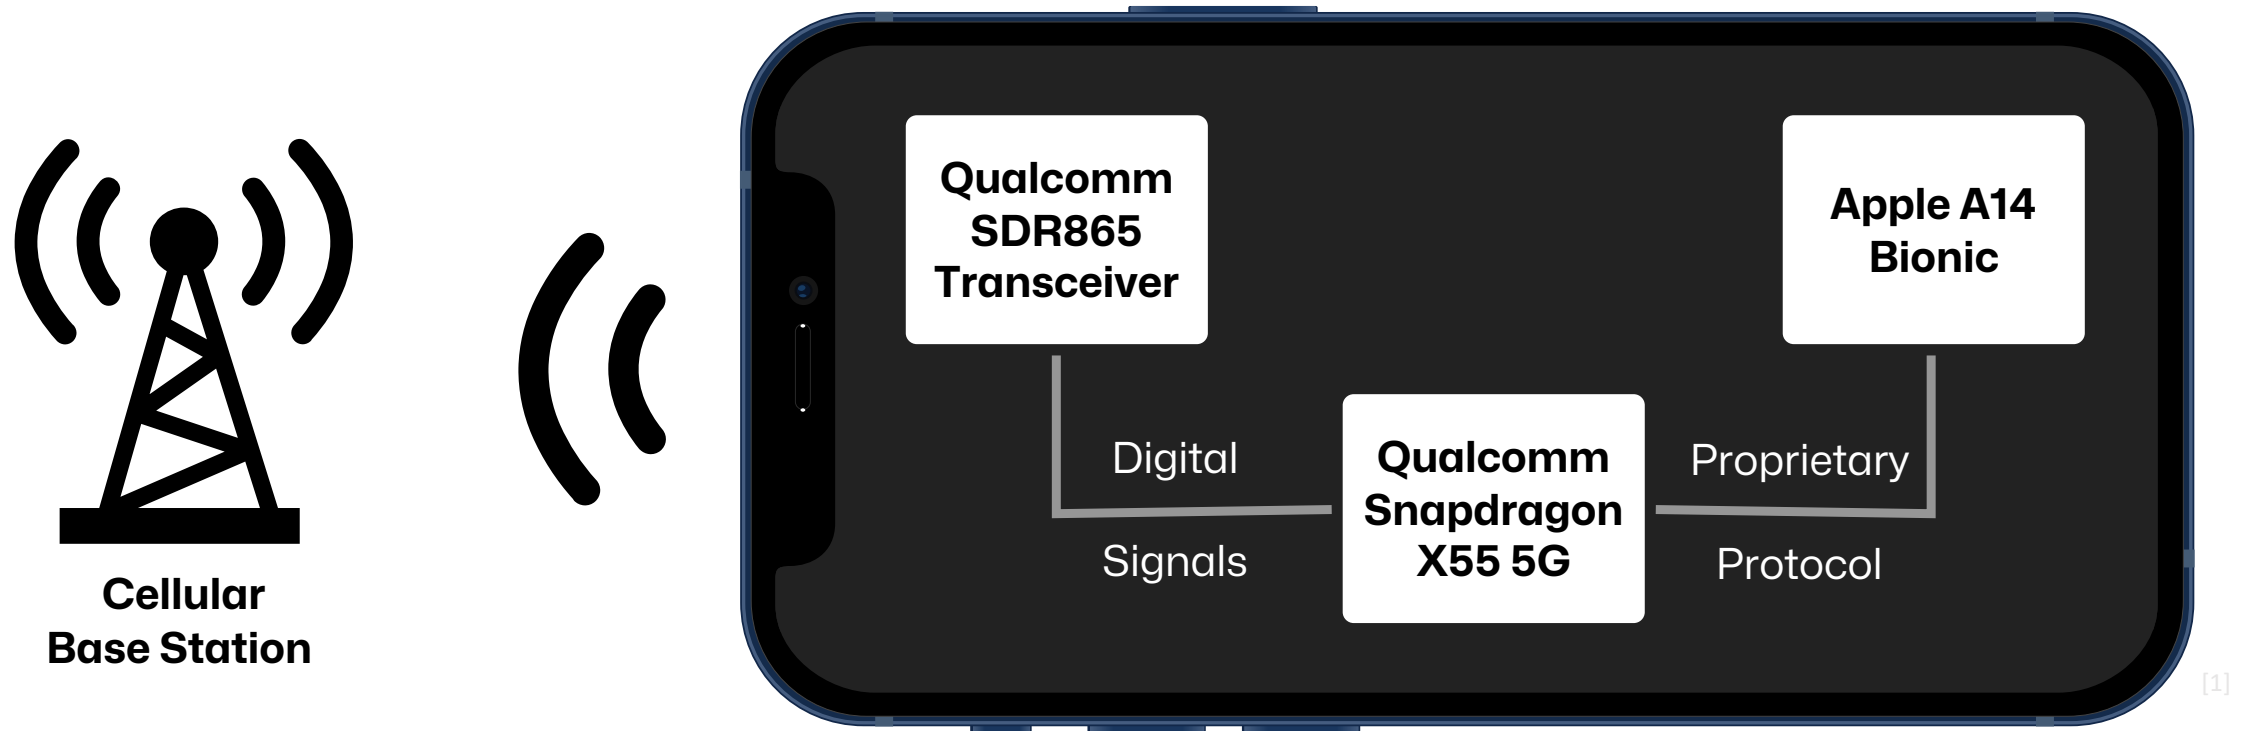 Cellular
Base Station
Qualcomm
SDR865
Transceiver
Digital
Signals
Qualcomm
Snapdragon
X55 5G
Proprietary
Protocol
Apple A14
Bionic
[1]